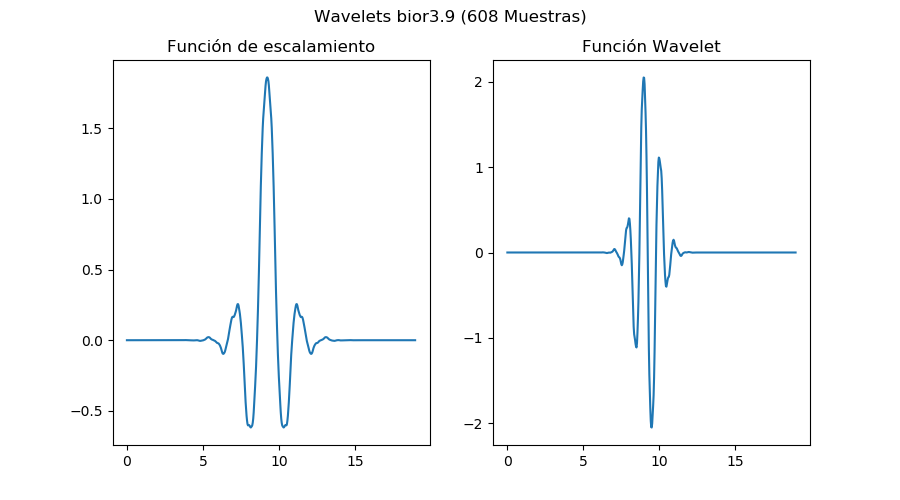 Wavelets bior3.9 (608 Muestras)
Función de escalamiento
1.5
1.0
0.5
0.0
−0.5
0 5 10 15
Función Wavelet
2
1
0
−1
−2
0 5 10 15